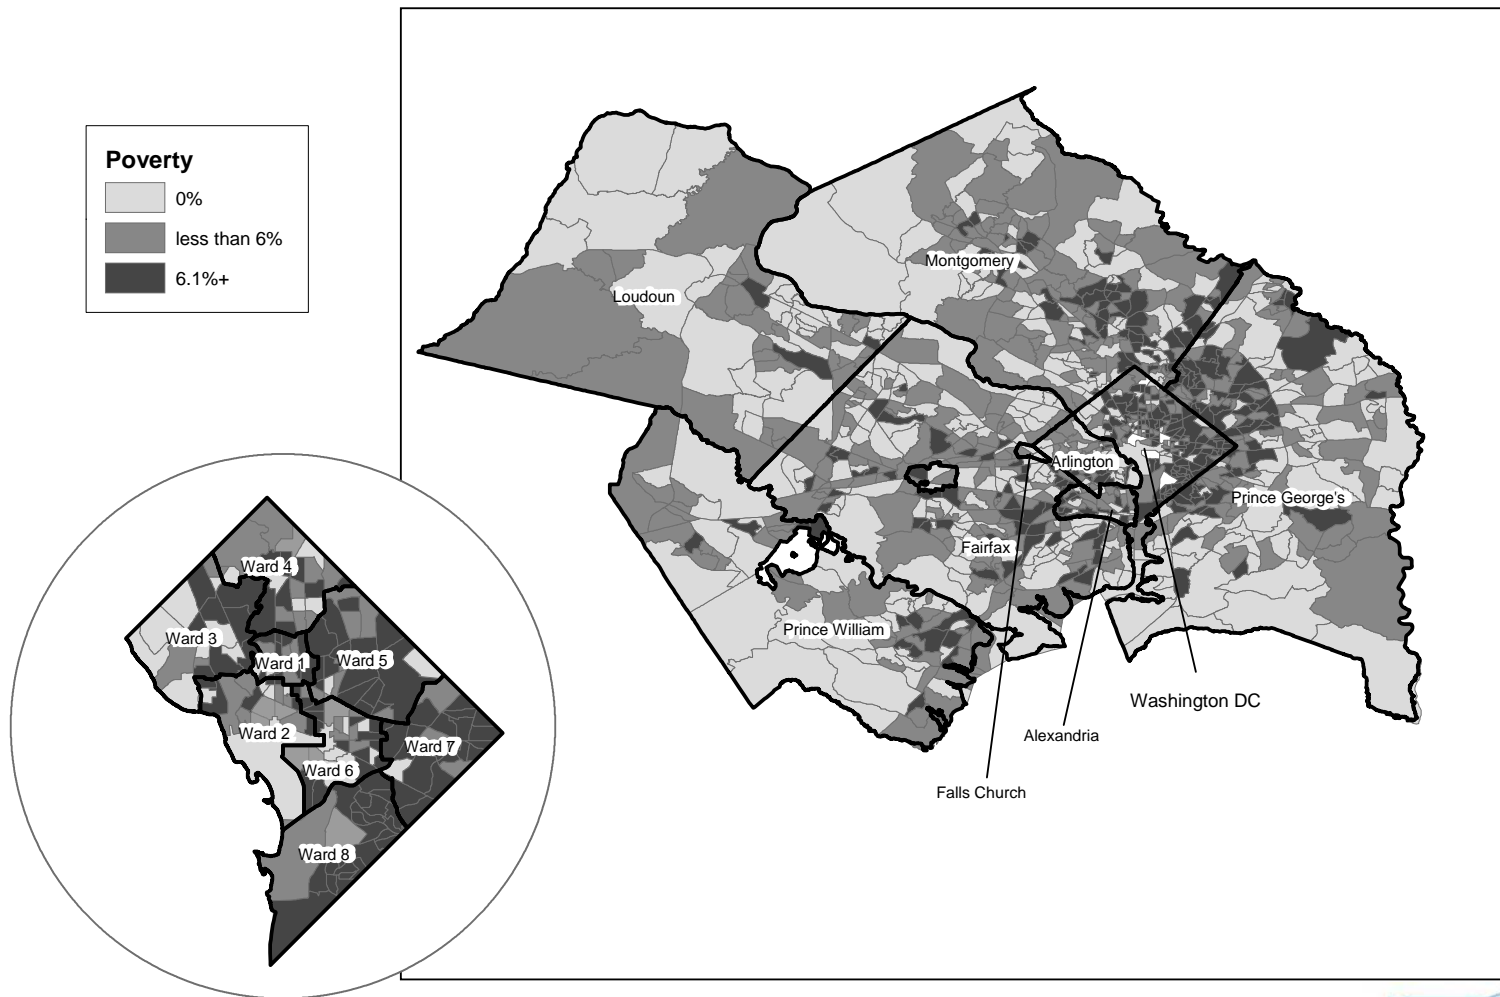 Poverty
0%
less than 6%
6.1%+
Montgomery
Loudoun
Arlington
Prince George's
Fairfax
Prince William
Washington DC
Alexandria
Falls Church
Ward 4
Ward 3
Ward 1
Ward 5
Ward 2
Ward 7
Ward 6
Ward 8